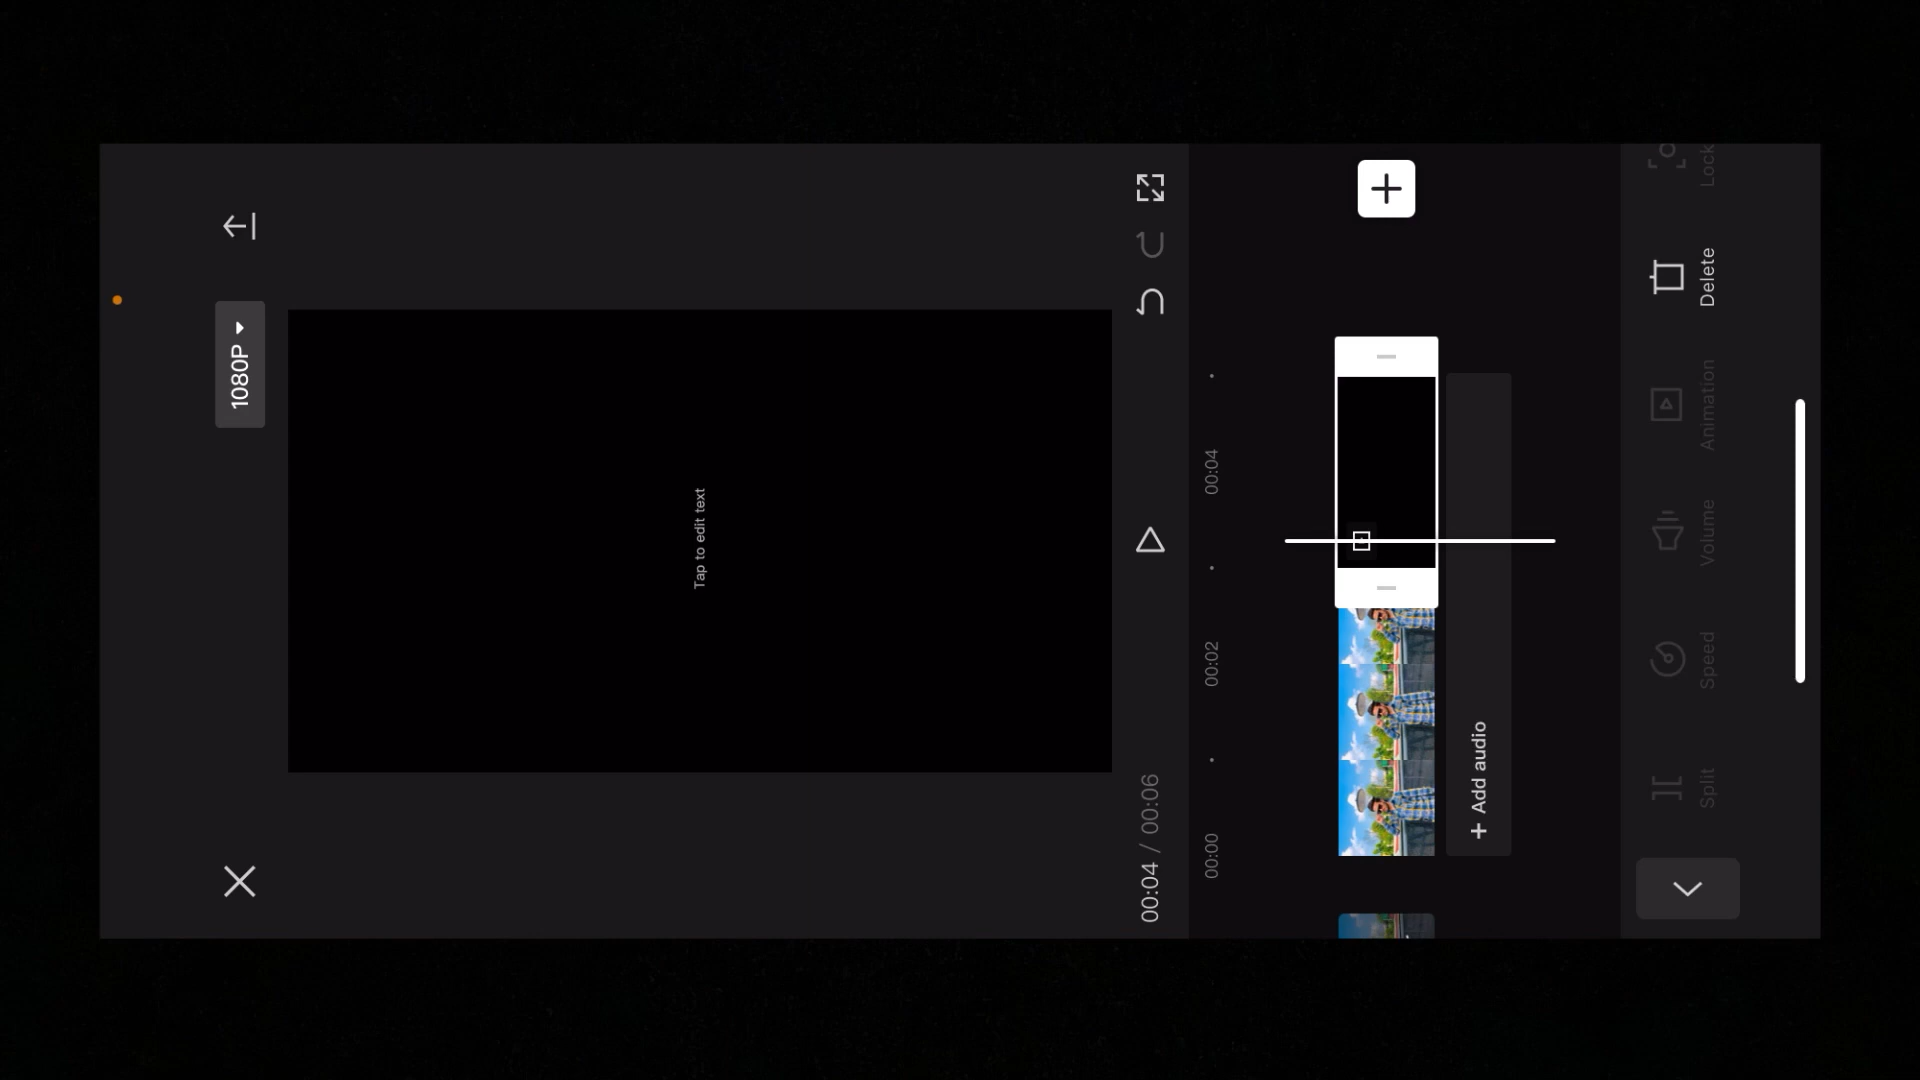 1080P
Tap to edit text
00:04 / 00:06
00:00
00:02
00:04
+ Add audio
Split
Speed
Volume
Animation
Delete
Lock